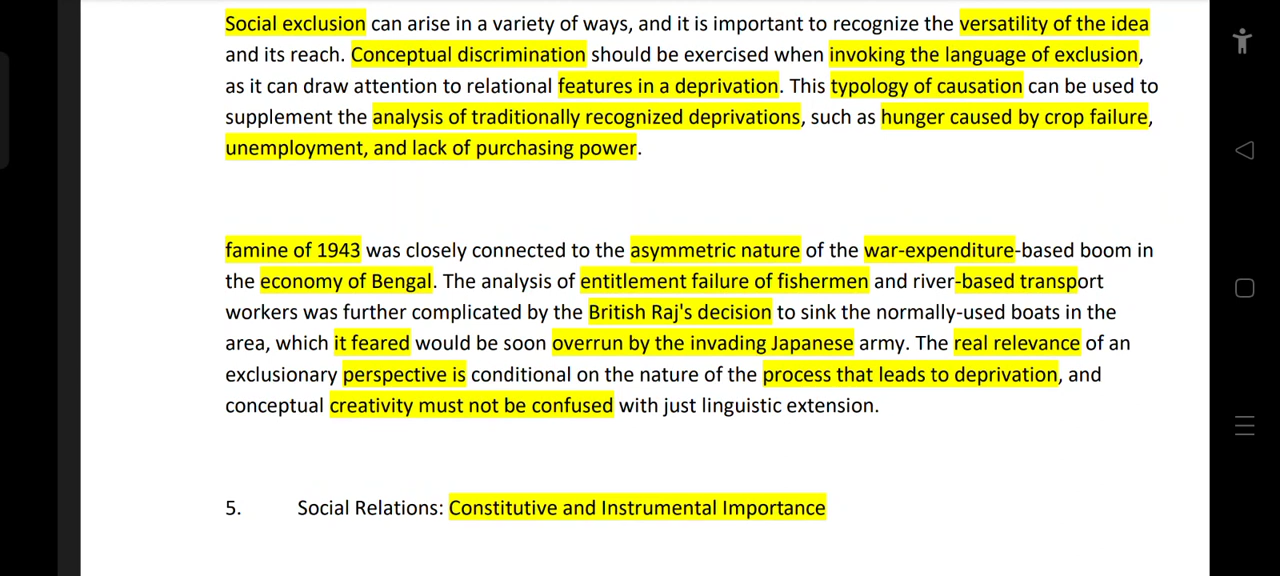 Social exclusion can arise in a variety of ways, and it is important to recognize the versatility of the idea
and its reach. Conceptual discrimination should be exercised when invoking the language of exclusion,
as it can draw attention to relational features in a deprivation. This typology of causation can be used to
supplement the analysis of traditionally recognized deprivations, such as hunger caused by crop failure,
unemployment, and lack of purchasing power.
famine of 1943 was closely connected to the asymmetric nature of the war-expenditure-based boom in
the economy of Bengal. The analysis of entitlement failure of fishermen and river-based transport
workers was further complicated by the British Raj's decision to sink the normally-used boats in the
area, which it feared would be soon overrun by the invading Japanese army. The real relevance of an
exclusionary perspective is conditional on the nature of the process that leads to deprivation, and
conceptual creativity must not be confused with just linguistic extension.
5. Social Relations: Constitutive and Instrumental Importance